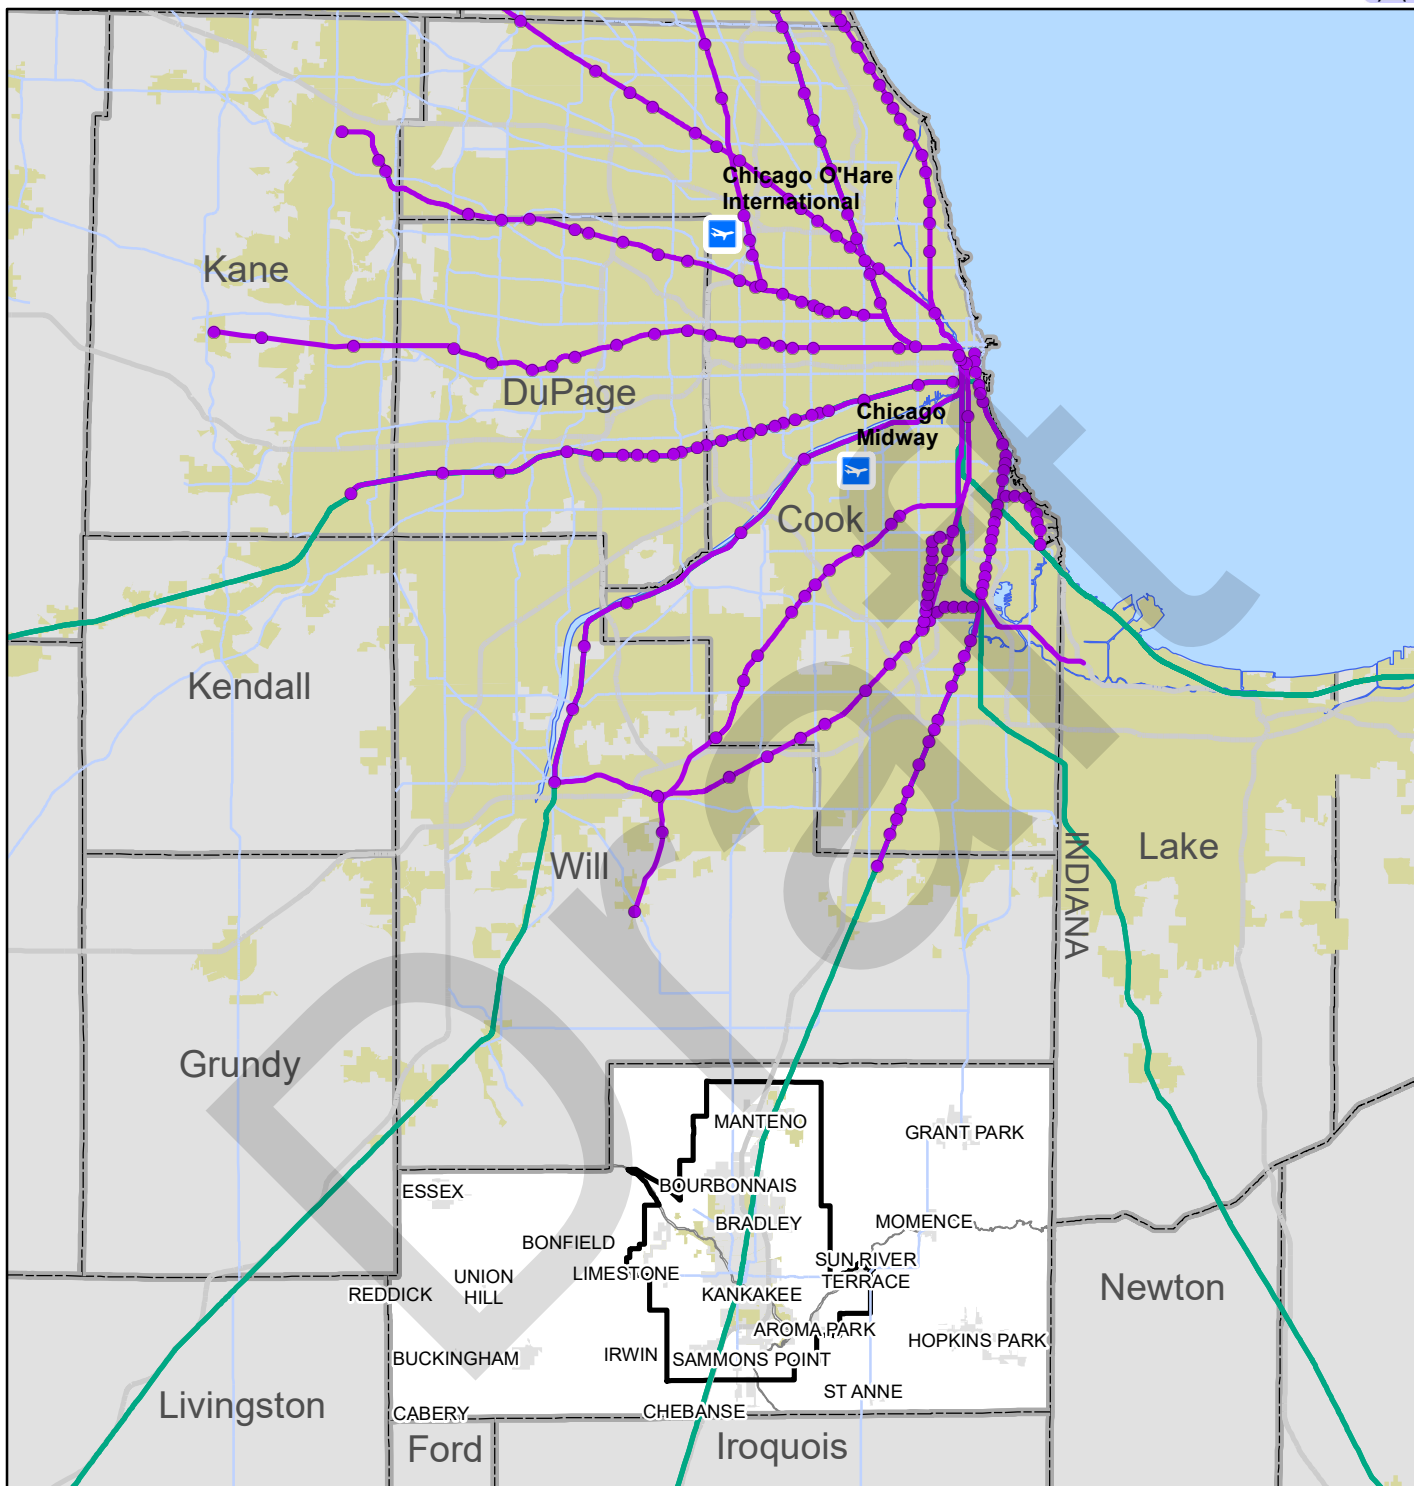 Chicago O'Hare
International
Kane
DuPage
Chicago
Midway
Cook
Kendall
Will
INDIANA
Lake
Grundy
MANTENO
GRANT PARK
ESSEX
BOURBONNAIS
BRADLEY
MOMENCE
BONFIELD
SUN RIVER
TERRACE
LIMESTONE
UNION
HILL
REDDICK
KANKAKEE
Newton
AROMA PARK
HOPKINS PARK
BUCKINGHAM
IRWIN
SAMMONS POINT
ST ANNE
Livingston
CABERY
CHEBANSE
Ford
Iroquois
Draft